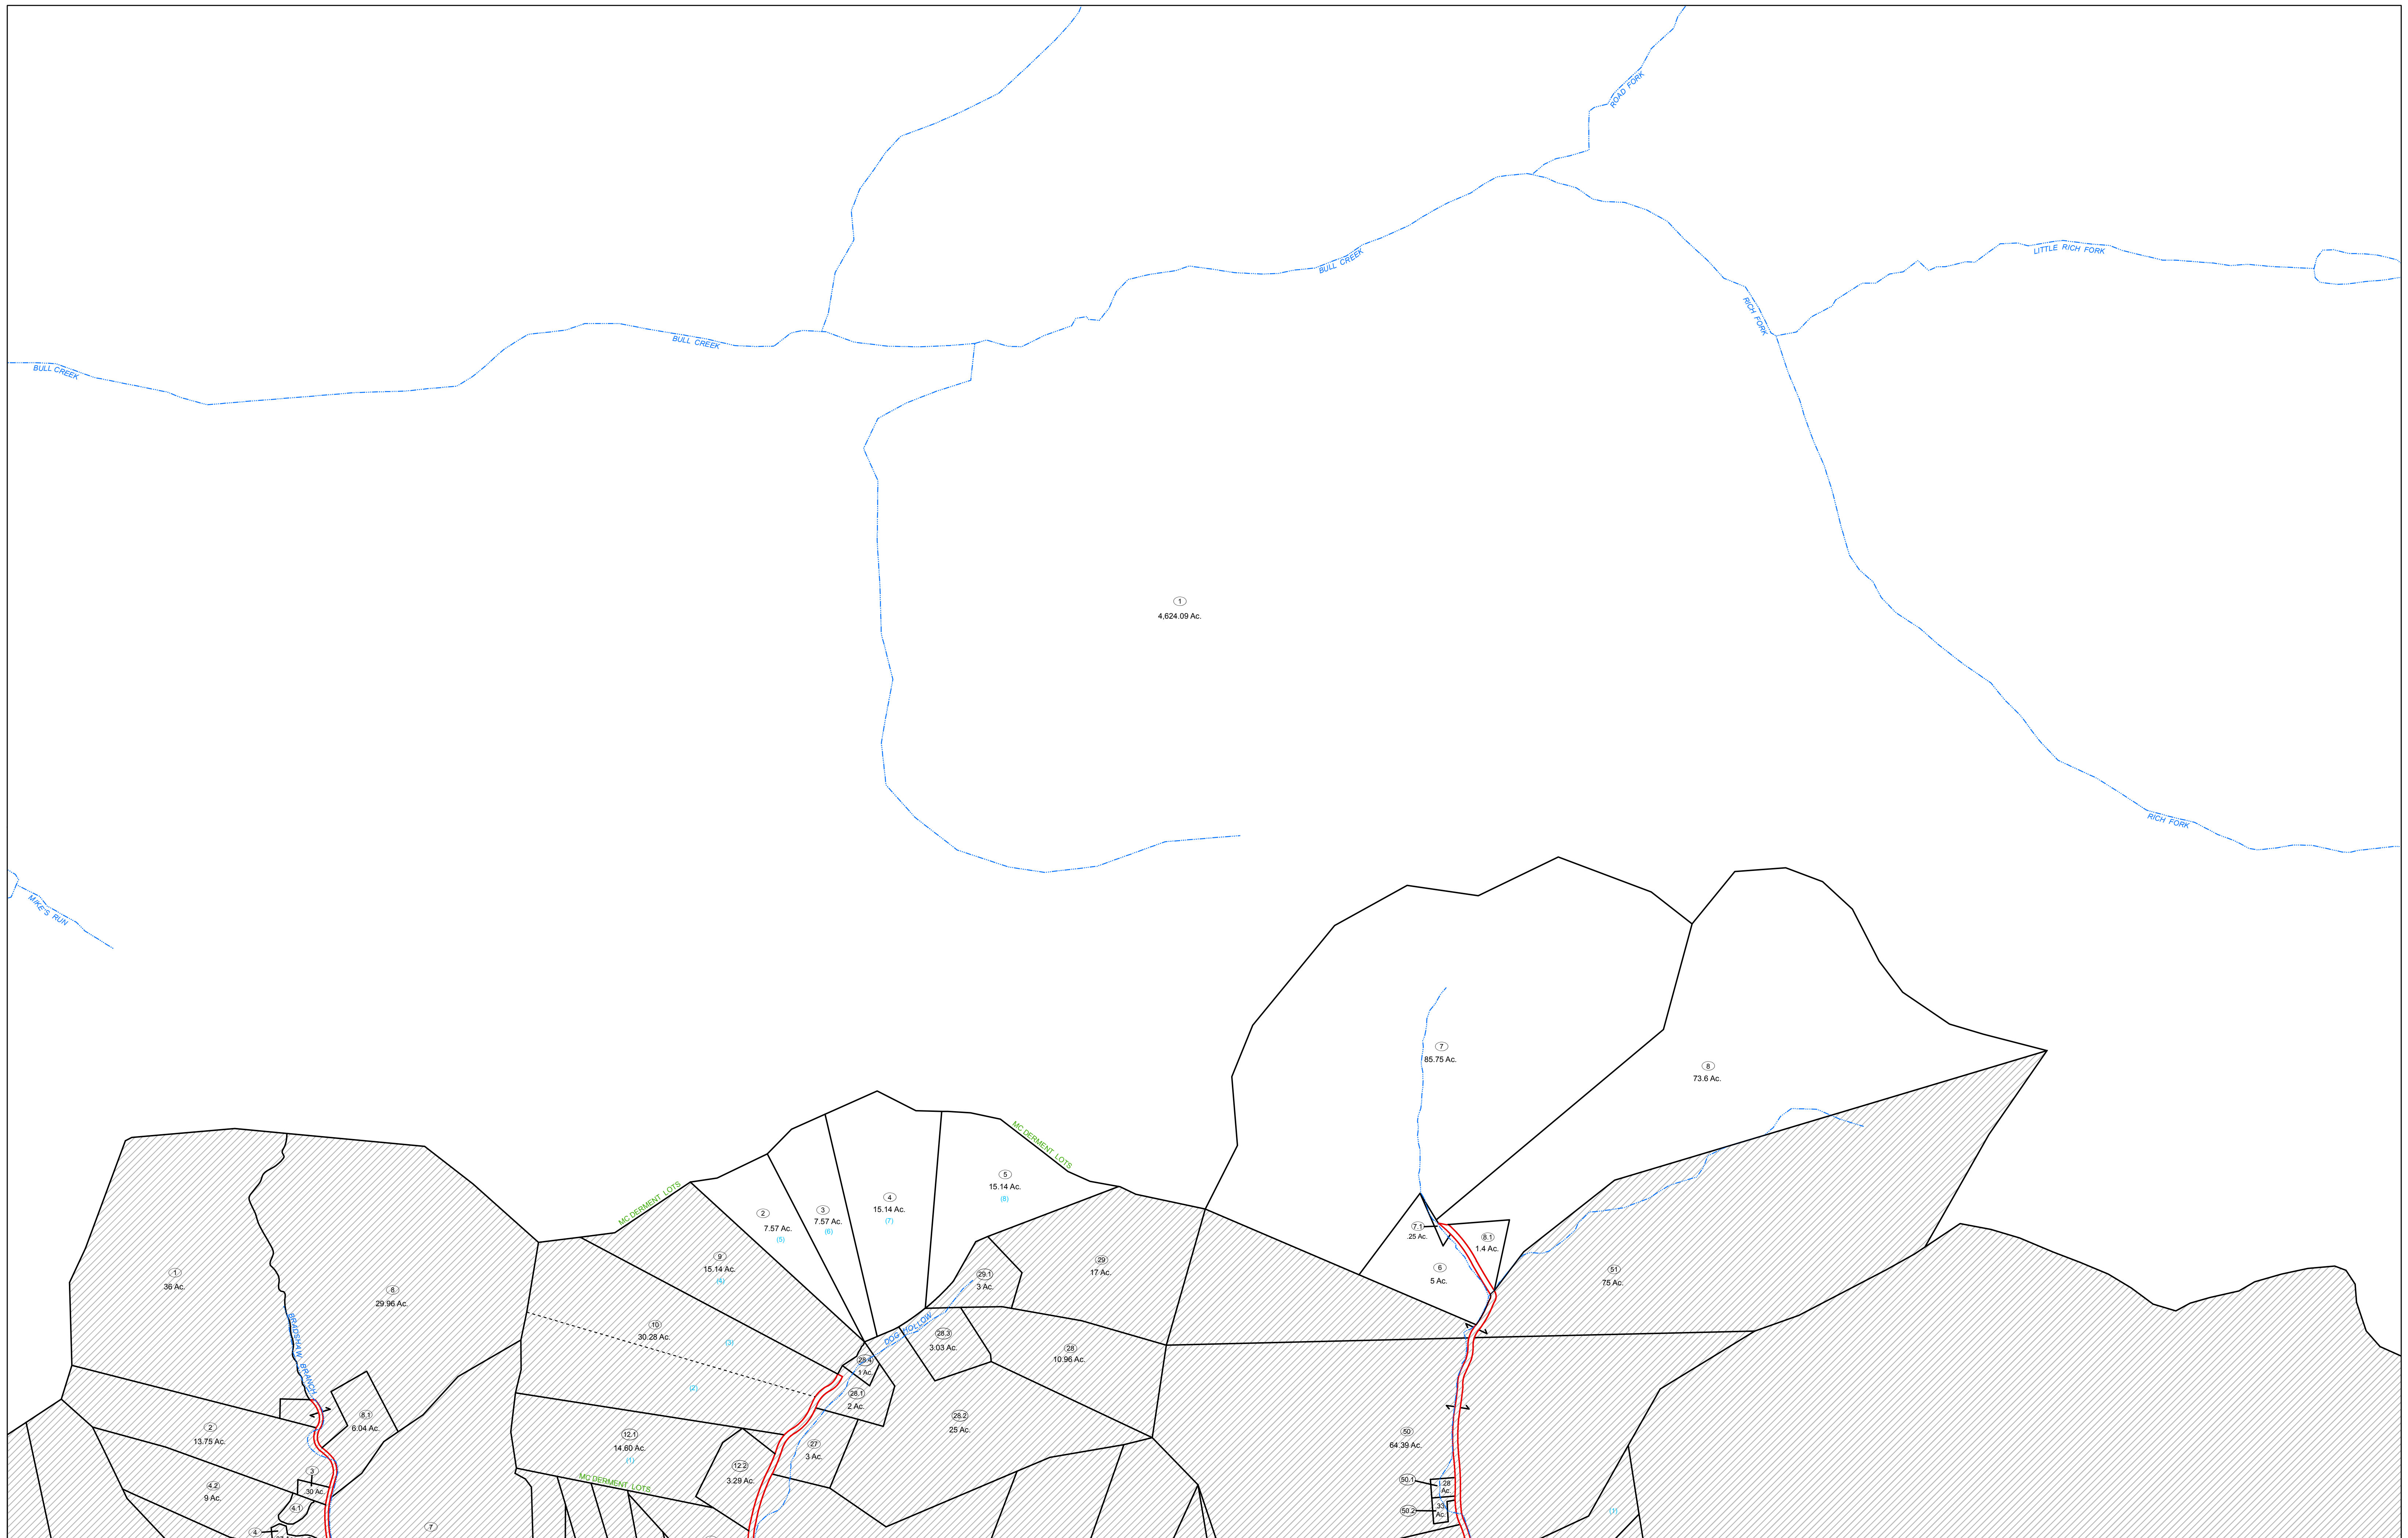 ROAD FORK
LITTLE RICH FORK
BULL CREEK
RICH FORK
BULL CREEK
BULL CREEK
1
4,624.09 Ac.
RICH FORK
MIKE'S RUN
7
85.75 Ac.
8
73.6 Ac.
MC DERMENT LOTS
MC DERMENT LOTS
5
15.14 Ac.
(8)
4
15.14 Ac.
(7)
3
7.57 Ac.
(6)
2
7.57 Ac.
(5)
7.1
.25 Ac.
8.1
1.4 Ac.
6
5 Ac.
51
75 Ac.
29
17 Ac.
29.1
3 Ac.
9
15.14 Ac.
(4)
1
36 Ac.
8
29.96 Ac.
BRADSHAW BRANCH
10
30.28 Ac.
(3)
(2)
DOG HOLLOW
28.3
3.03 Ac.
28
10.96 Ac.
28.4
1 Ac.
28.1
2 Ac.
28.2
25 Ac.
8.1
6.04 Ac.
2
13.75 Ac.
12.1
14.60 Ac.
(1)
27
3 Ac.
50
64.39 Ac.
12.2
3.29 Ac.
MC DERMENT LOTS
3
.30 Ac.
4.2
9 Ac.
50.1
.28
Ac.
50.2
.33
Ac.
(1)
4.1
4
7